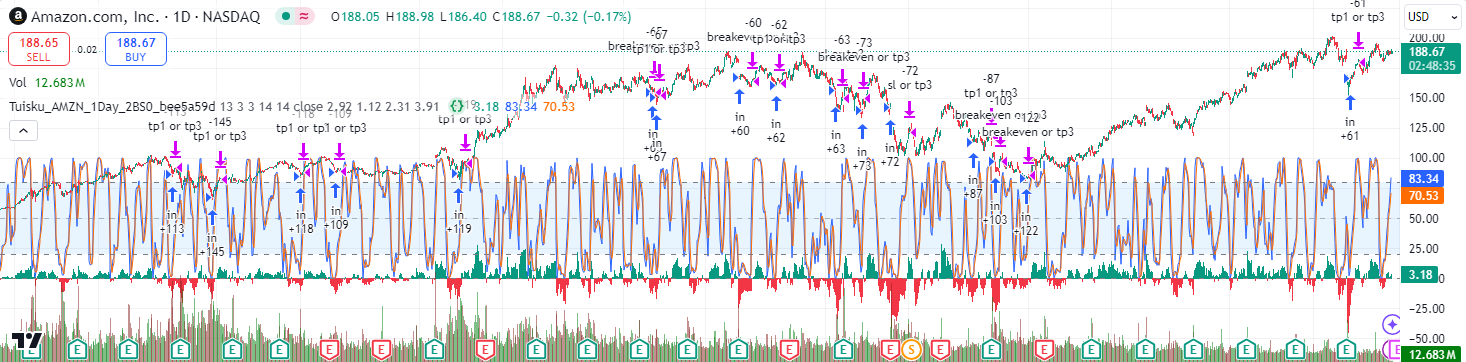 Amazon.com, Inc. · 1D · NASDAQ
O188.05 H188.98 L186.40 C188.67 −0.32 (−0.17%)
188.65
SELL
0.02
188.67
BUY
Vol 12.683M
Tuisku_AMZN_1Day_2BS0_bee5a59d 13 3 3 14 14 close 2.92 1.12 2.31 3.91
3.18 83.34 70.53
-113
tp1 or tp3
in
+113
-145
tp1 or tp3
in
+145
-118
tp1 or tp3
in
+118
-109
tp1 or tp3
in
+109
tp1 or tp3
in
+119
-67
tp1 or tp3
in
+67
-60
in
+60
-62
tp1 or tp3
in
+62
-63
breakeven or tp3
in
+63
-73
in
+73
-72
sl or tp3
in
+72
-87
tp1 or tp3
in
+87
-103
breakeven or tp3
in
+103
-122
breakeven or tp3
in
+122
-61
tp1 or tp3
in
+61
USD
200.00
188.67
02:48:35
150.00
125.00
100.00
83.34
70.53
50.00
25.00
3.18
−25.00
−50.00
12.683M
E E E E E E E E E E E E E E E E E E S E E E E E E E E E